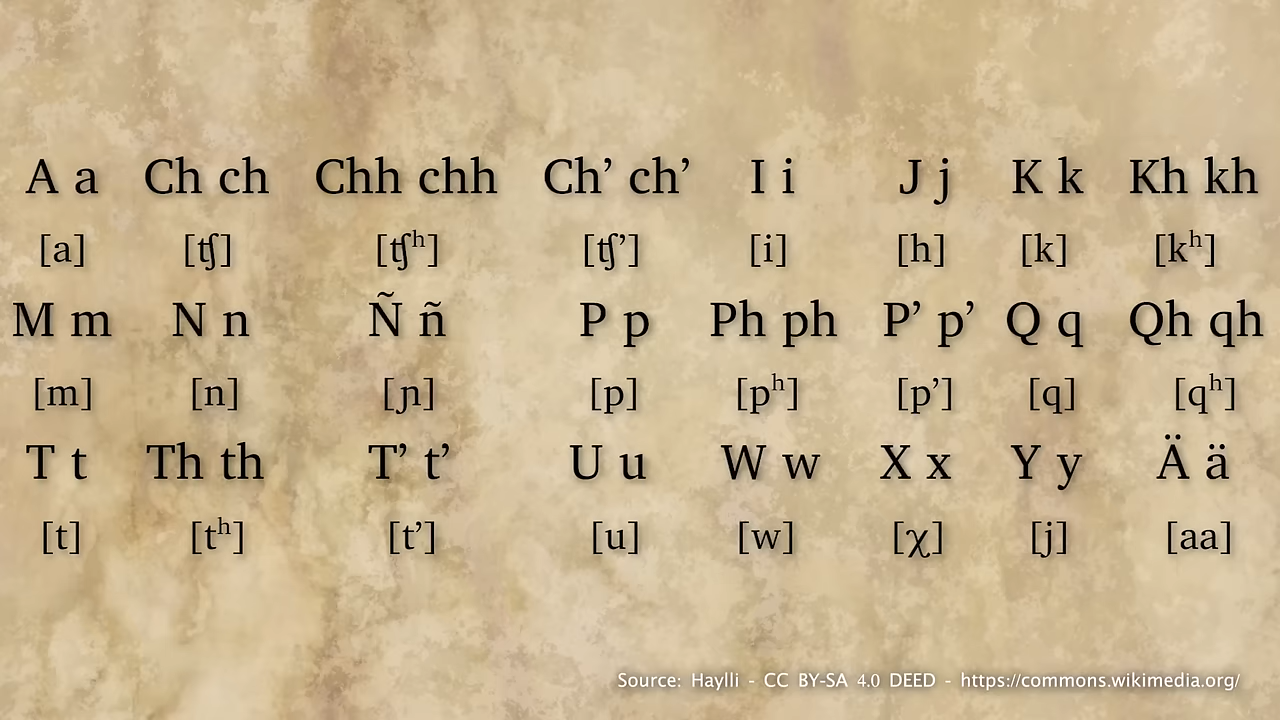 A a Ch ch Chh chh Ch’ ch’ I i J j K k Kh kh
[a] [ʧ] [ʧʰ] [ʧ’] [i] [h] [k] [kʰ]
M m N n Ñ ñ P p Ph ph P’ p’ Q q Qh qh
[m] [n] [ɲ] [p] [pʰ] [p’] [q] [qʰ]
T t Th th T’ t’ U u W w X x Y y Ä ä
[t] [tʰ] [t’] [u] [w] [χ] [j] [aa]
Source: Haylli - CC BY-SA 4.0 DEED - https://commons.wikimedia.org/